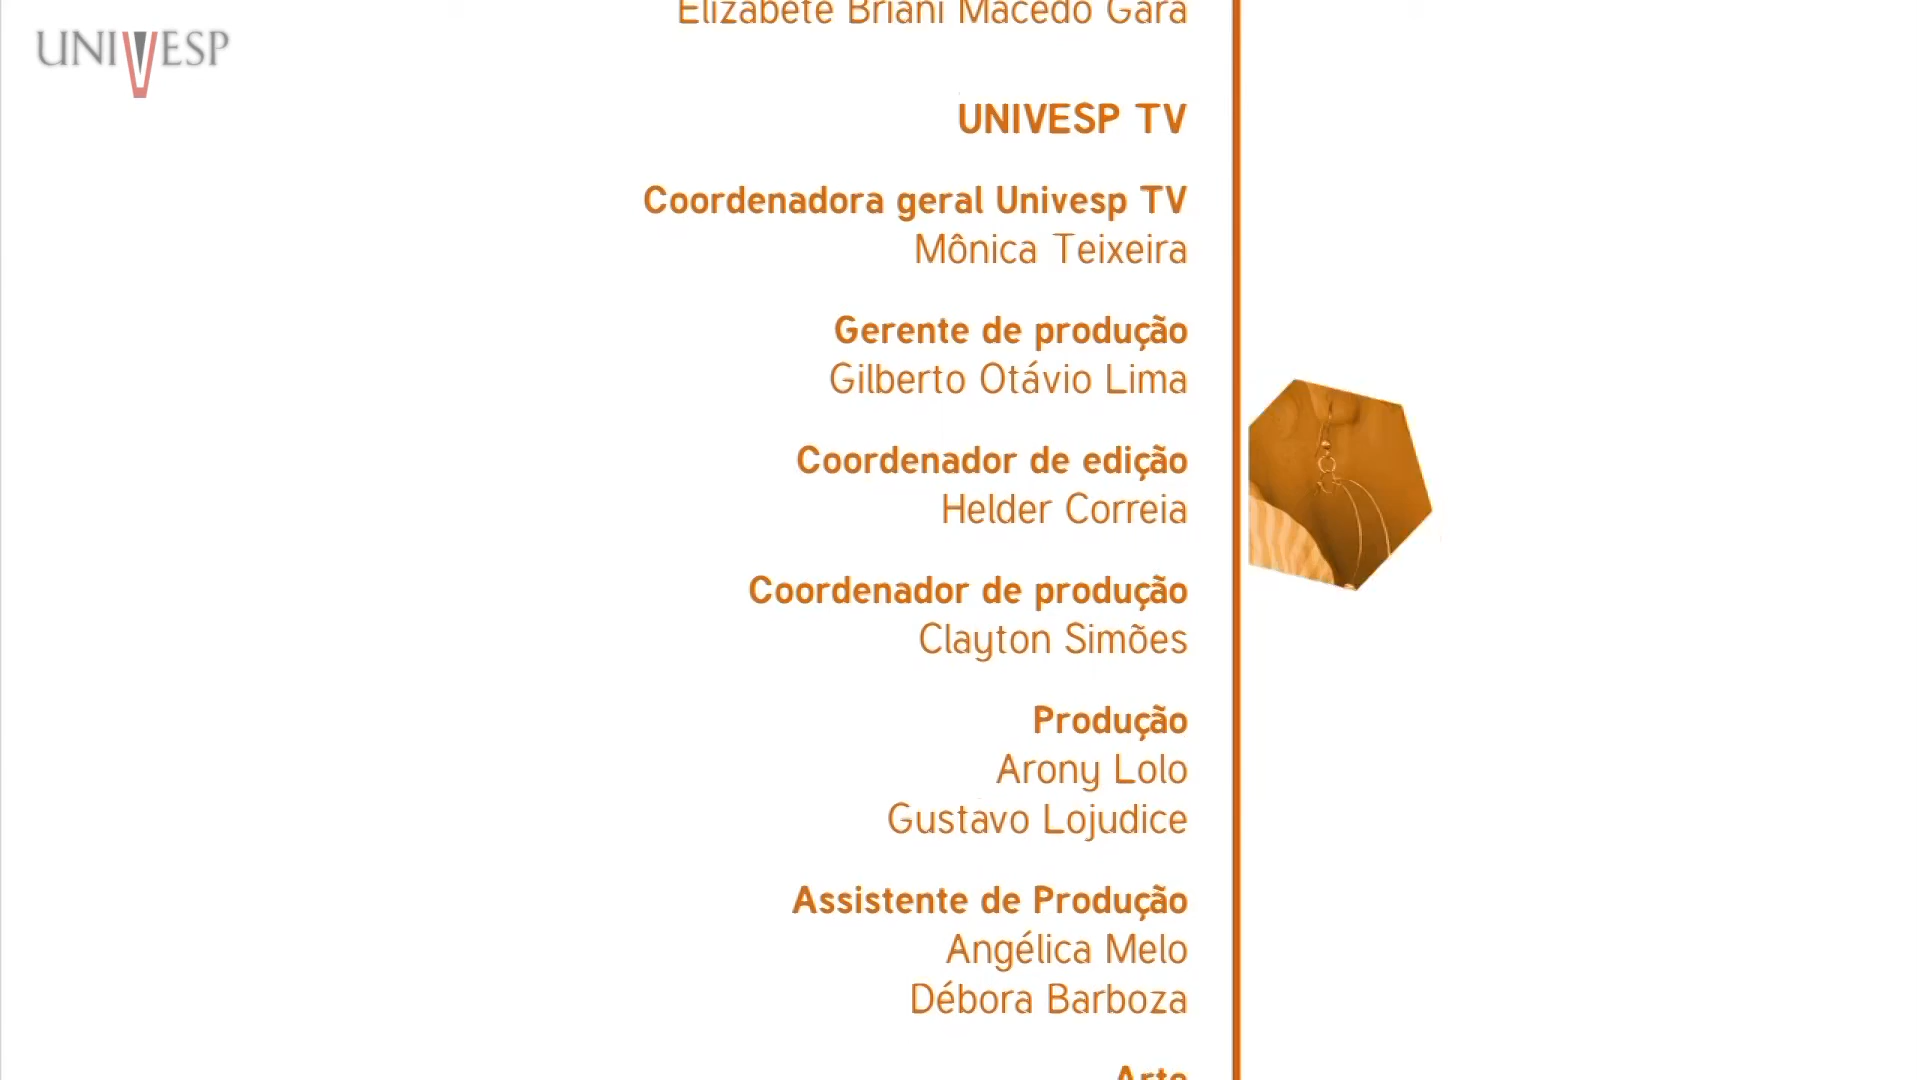 Elizabete Briani Macedo Gara
UNIVESP
UNIVESP TV
Coordenadora geral Univesp TV
Mônica Teixeira
Gerente de produção
Gilberto Otávio Lima
Coordenador de edição
Helder Correia
Coordenador de produção
Clayton Simões
Produção
Arony Lolo
Gustavo Lojudice
Assistente de Produção
Angélica Melo
Débora Barboza
Arte